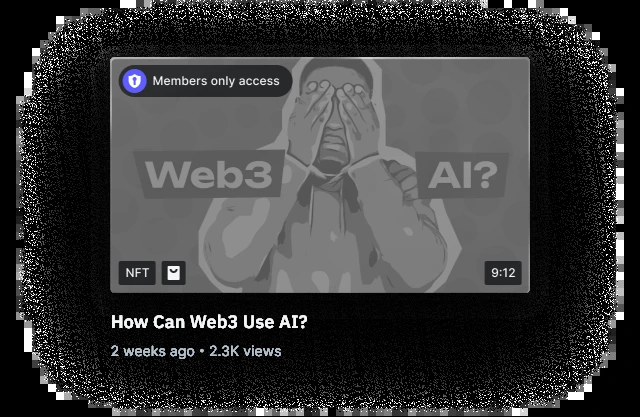 Members only access
Web3 AI?
NFT
9:12
How Can Web3 Use AI?
2 weeks ago • 2.3K views